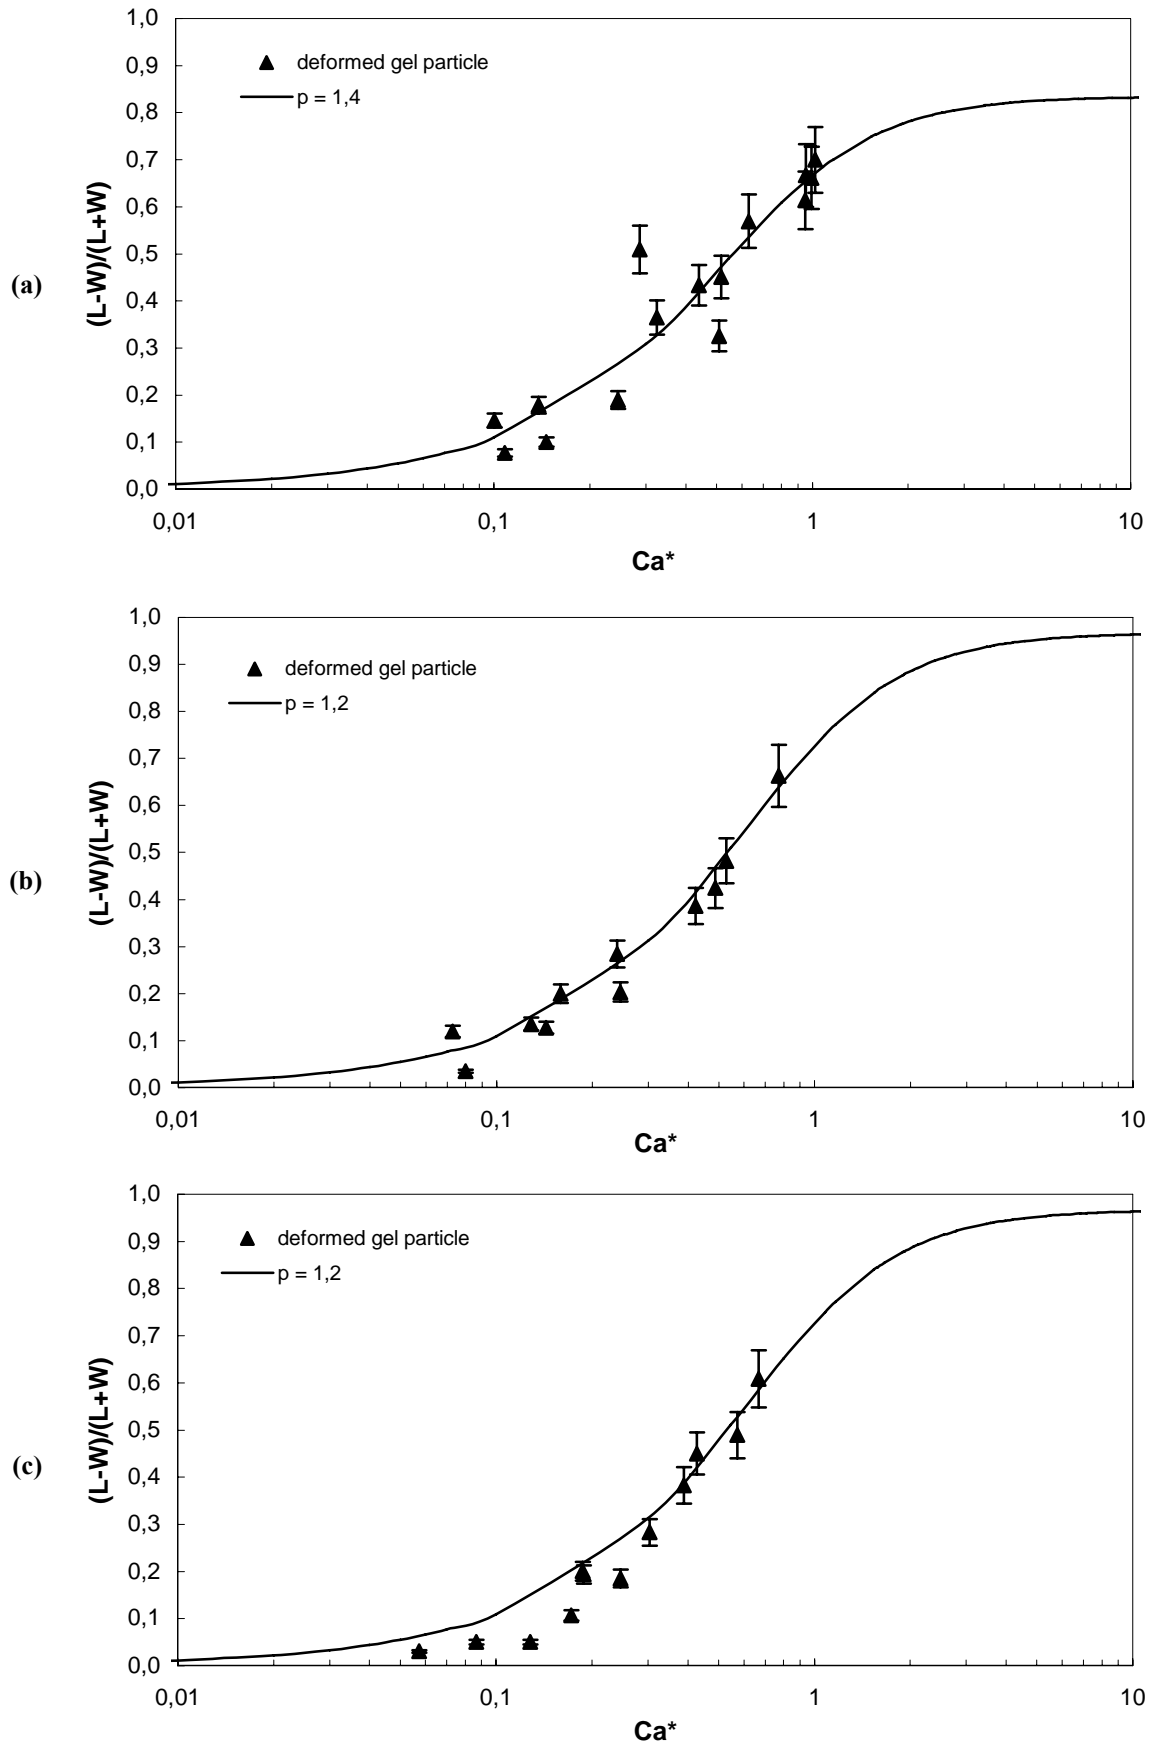 1,0
0,9
deformed gel particle
p = 1,4
0,8
0,7
0,6
0,5
0,4
0,3
0,2
0,1
0,0
(L-W)/(L+W)
(a)
0,01 0,1 1 10
Ca*
1,0
0,9
deformed gel particle
p = 1,2
0,8
0,7
0,6
0,5
0,4
0,3
0,2
0,1
0,0
(L-W)/(L+W)
(b)
0,01 0,1 1 10
Ca*
1,0
0,9
deformed gel particle
p = 1,2
0,8
0,7
0,6
0,5
0,4
0,3
0,2
0,1
0,0
(L-W)/(L+W)
(c)
0,01 0,1 1 10
Ca*